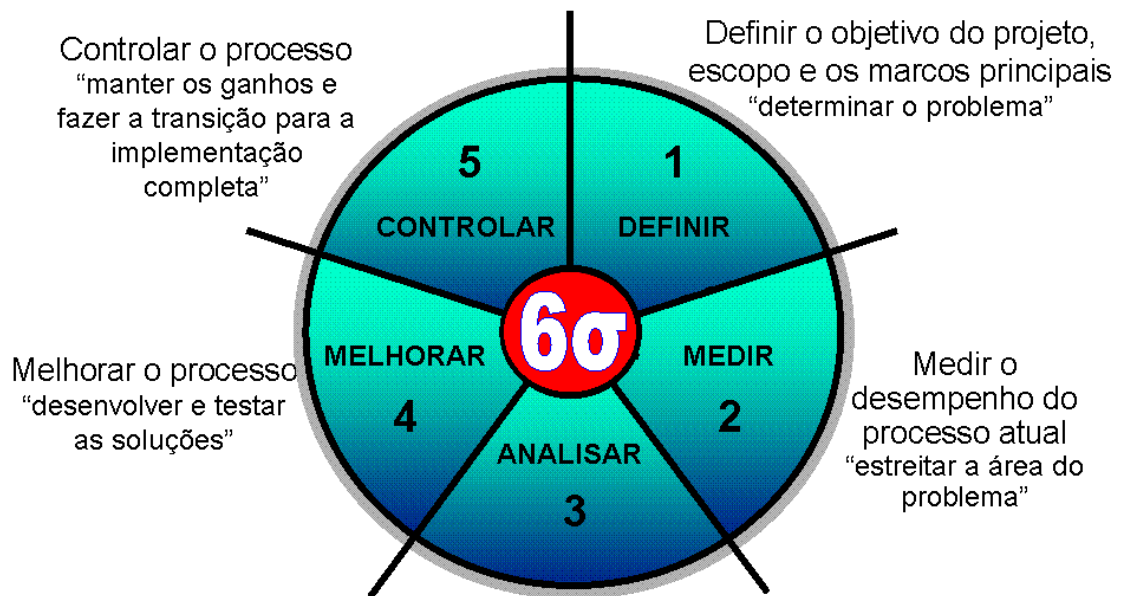 Controlar o processo
“manter os ganhos e
fazer a transição para a
implementação
completa”
Definir o objetivo do projeto,
escopo e os marcos principais
“determinar o problema”
5
CONTROLAR
1
DEFINIR
6σ
MELHORAR
4
MEDIR
2
ANALISAR
3
Melhorar o processo
“desenvolver e testar
as soluções”
Medir o
desempenho do
processo atual
“estreitar a área do
problema”